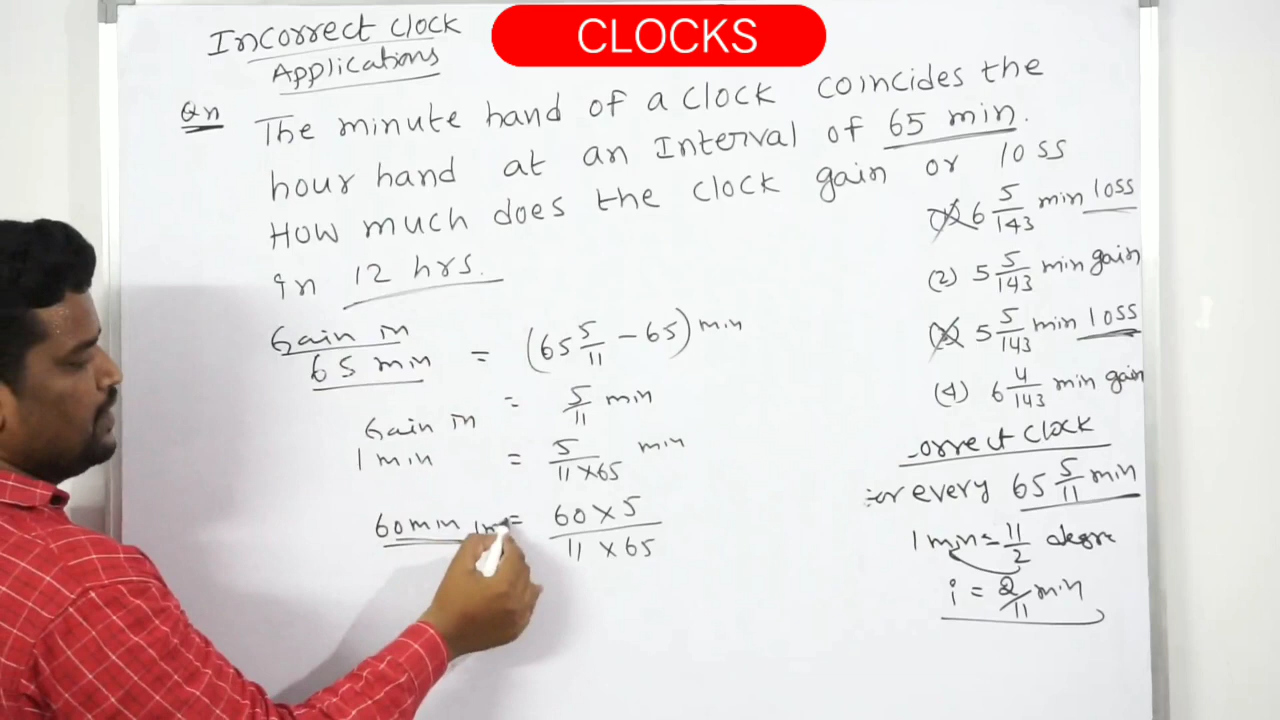 CLOCKS
Incorrect clock
Applications
Qn The minute hand of a clock coincides the
hour hand at an Interval of 65 min.
How much does the clock gain or loss
in 12 hrs.
(1) 6 5/143 min loss
(2) 5 5/143 min gain
(3) 5 5/143 min loss
(4) 6 4/143 min gain
Gain in
65 min = (65 5/11 - 65) min
= 5/11 min
Gain in
1 min = 5/(11 × 65) min
60 min = (60 × 5)/(11 × 65)
orrect clock
or every 65 5/11 min
1 min = 11/2 degre
i = 2/11 min